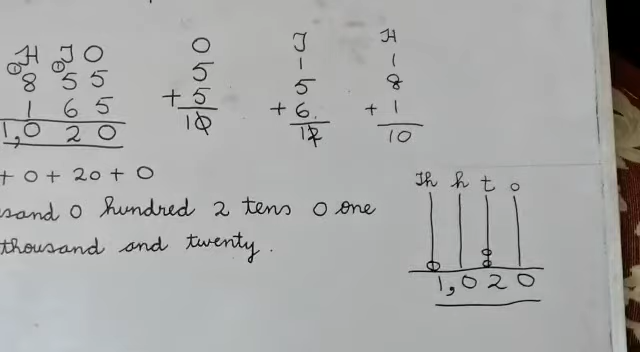 H T O
1 1
8 5 5
1 6 5
1,0 2 0
O
5
+ 5
10
T
1
5
+ 6
12
H
1
8
+ 1
10
+ 0 + 20 + 0
sand 0 hundred 2 tens 0 one
thousand and twenty.
Th h t o
1,0 2 0